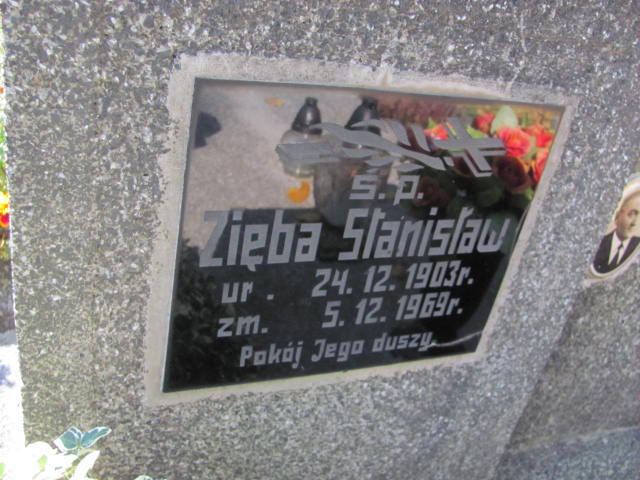 ś.p.
Zięba Stanisław
ur. 24.12.1903r.
zm. 5.12.1969r.
Pokój Jego duszy.